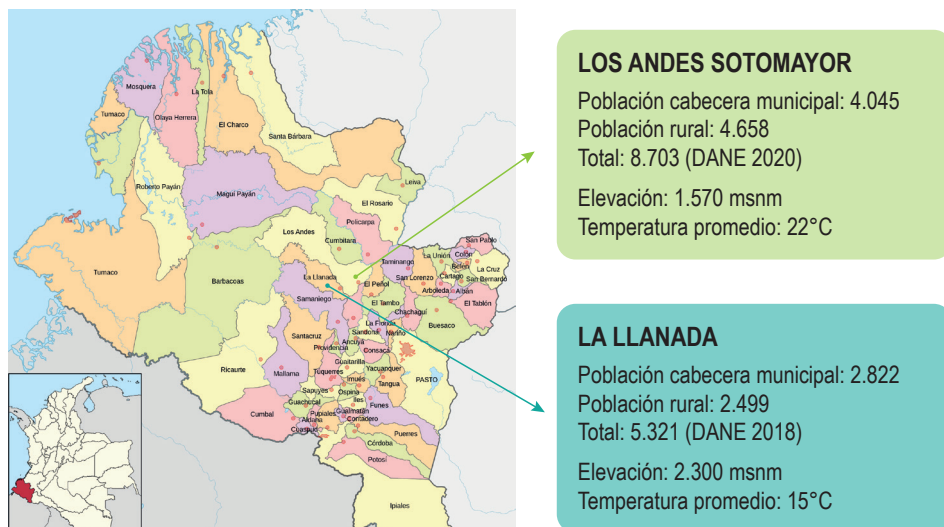 Mosquera
La Tola
Tumaco
Olaya Herrera
El Charco
Santa Bárbara
Roberto Payán
Magüí Payán
Leiva
El Rosario
Policarpa
Los Andes
Cumbitara
Tumaco
Barbacoas
La Llanada
Samaniego
Taminango
San Pablo
La Unión
Colón
Belén
La Cruz
San Lorenzo
Cartago
San Bernardo
Arboleda
Albán
El Peñol
El Tambo
El Tablón
Chachagüí
Buesaco
La Florida
Sandoná
Nariño
Santacruz
Ancuyá
Providencia
Consacá
Guaitarilla
Ricaurte
Mallama
Túquerres
Yacuanquer
PASTO
Imués
Tangua
Sapuyes
Ospina
Iles
Funes
Guachucal
Cumbal
Pupiales
Gualmatán
Aldana
Contadero
Cuaspud
Puerres
Córdoba
Potosí
Ipiales
LOS ANDES SOTOMAYOR
Población cabecera municipal: 4.045
Población rural: 4.658
Total: 8.703 (DANE 2020)
Elevación: 1.570 msnm
Temperatura promedio: 22°C
LA LLANADA
Población cabecera municipal: 2.822
Población rural: 2.499
Total: 5.321 (DANE 2018)
Elevación: 2.300 msnm
Temperatura promedio: 15°C